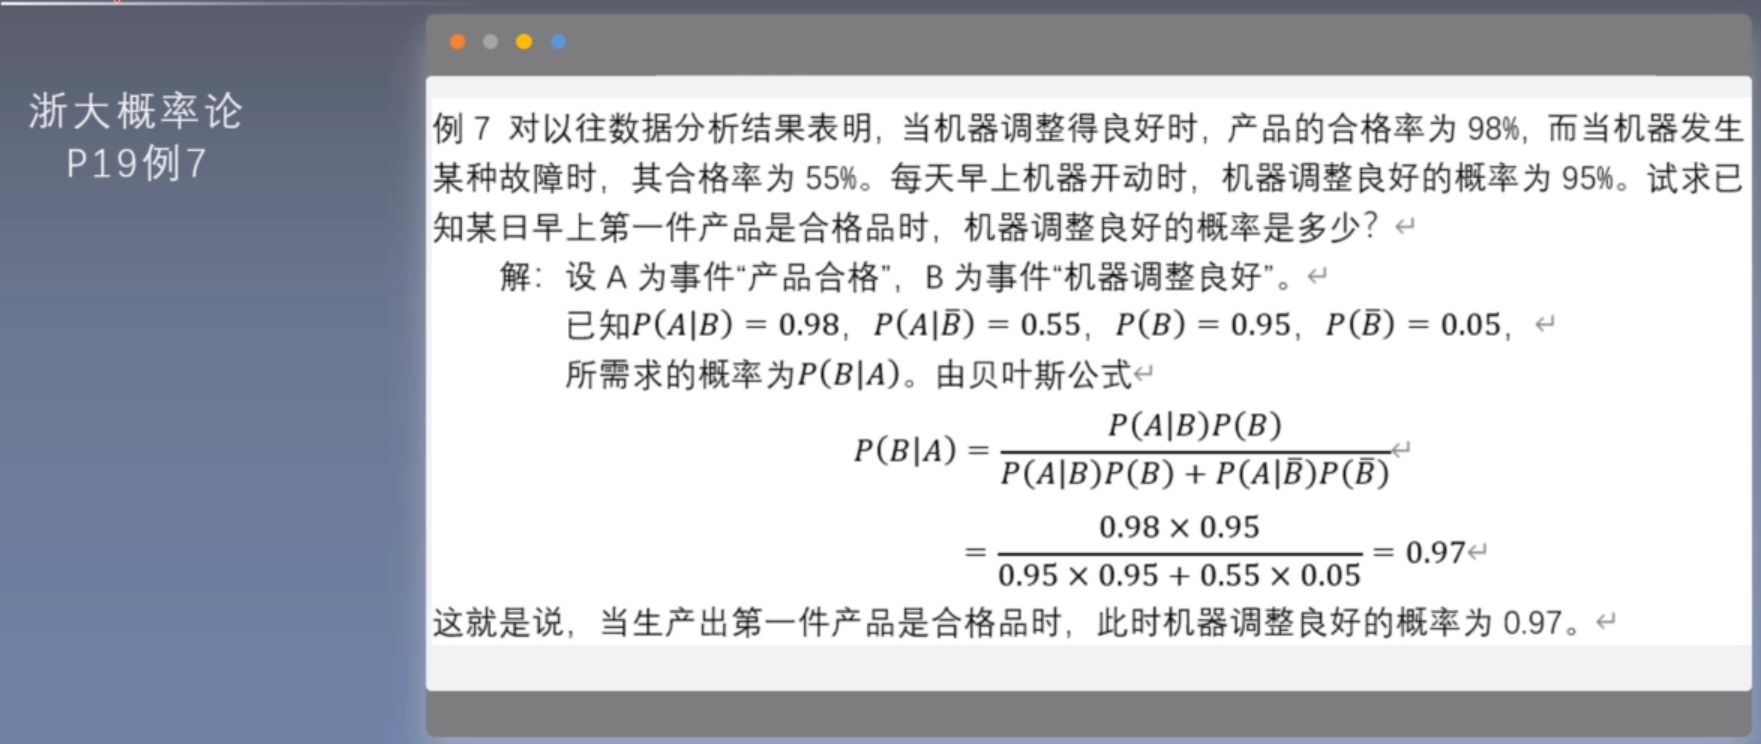 浙大概率论
P19例7
例 7 对以往数据分析结果表明，当机器调整得良好时，产品的合格率为 98%，而当机器发生
某种故障时，其合格率为 55%。每天早上机器开动时，机器调整良好的概率为 95%。试求已
知某日早上第一件产品是合格品时，机器调整良好的概率是多少？↵
解：设 A 为事件“产品合格”，B 为事件“机器调整良好”。↵
已知P(A|B) = 0.98，P(A|B̄) = 0.55，P(B) = 0.95，P(B̄) = 0.05，↵
所需求的概率为P(B|A)。由贝叶斯公式↵
P(A|B)P(B)
P(B|A) = ↵
P(A|B)P(B) + P(A|B̄)P(B̄)
0.98 × 0.95
= = 0.97↵
0.95 × 0.95 + 0.55 × 0.05
这就是说，当生产出第一件产品是合格品时，此时机器调整良好的概率为 0.97。↵